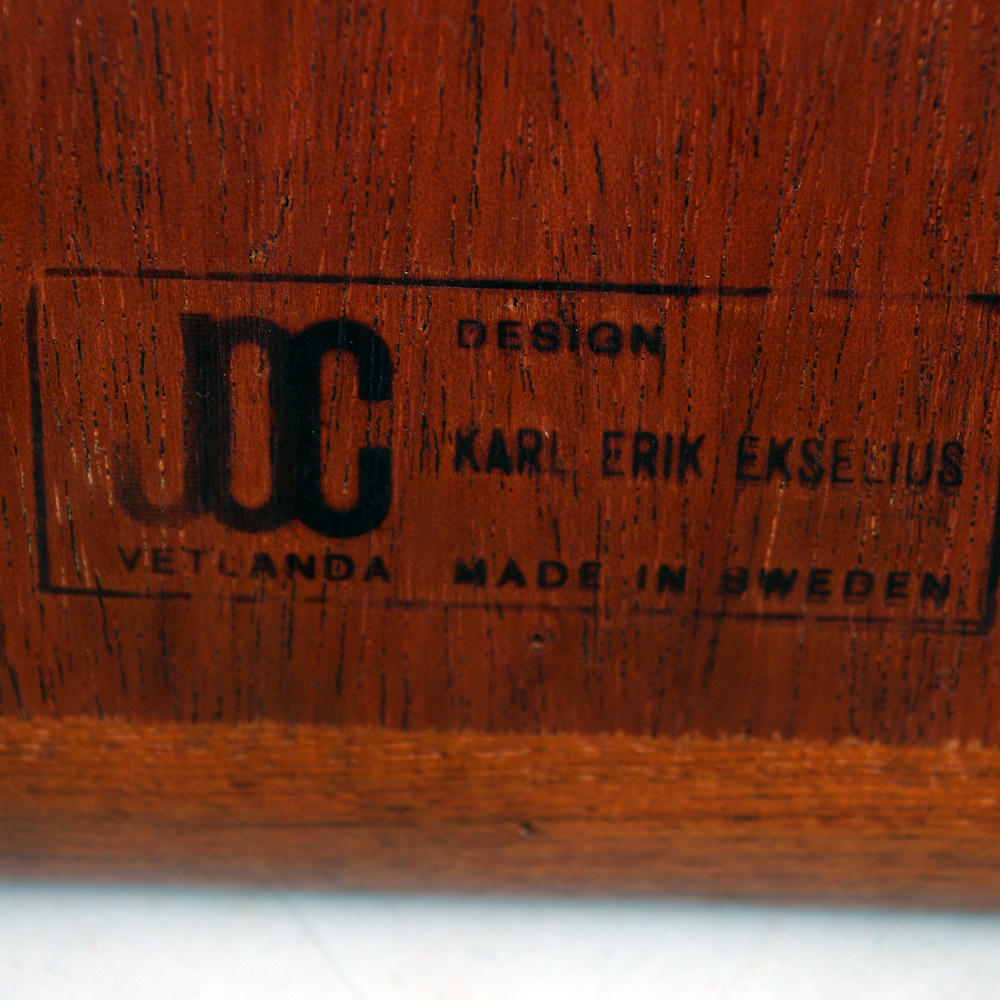 JOC
VETLANDA
DESIGN
KARL ERIK EKSELIUS
MADE IN SWEDEN